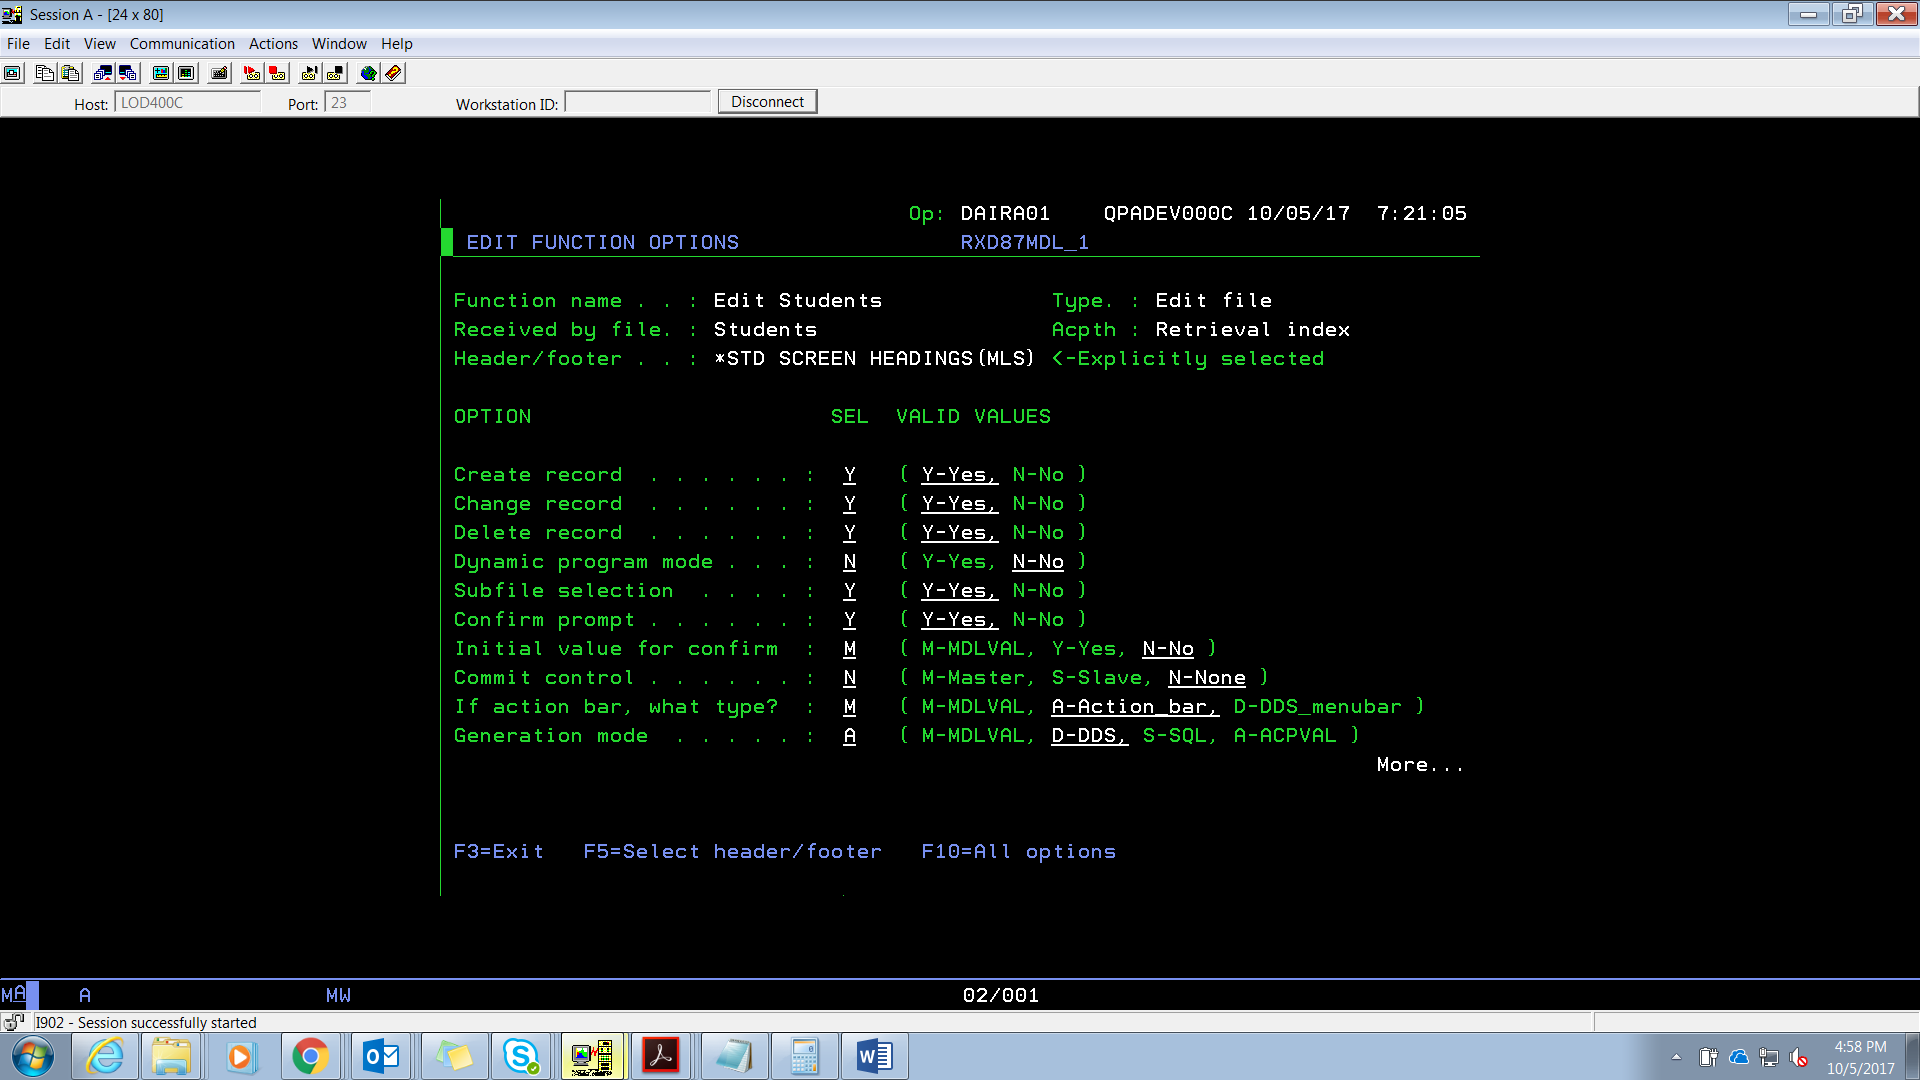 Session A - [24 x 80]
File Edit View Communication Actions Window Help
Host: LOD400C Port: 23 Workstation ID: Disconnect
Op: DAIRA01 QPADEV000C 10/05/17 7:21:05
EDIT FUNCTION OPTIONS RXD87MDL_1
Function name . . : Edit Students Type. : Edit file
Received by file. : Students Acpth : Retrieval index
Header/footer . . : *STD SCREEN HEADINGS(MLS) <-Explicitly selected
OPTION SEL VALID VALUES
Create record . . . . . . : Y ( Y-Yes, N-No )
Change record . . . . . . : Y ( Y-Yes, N-No )
Delete record . . . . . . : Y ( Y-Yes, N-No )
Dynamic program mode . . . : N ( Y-Yes, N-No )
Subfile selection . . . . : Y ( Y-Yes, N-No )
Confirm prompt . . . . . . : Y ( Y-Yes, N-No )
Initial value for confirm : M ( M-MDLVAL, Y-Yes, N-No )
Commit control . . . . . . : N ( M-Master, S-Slave, N-None )
If action bar, what type? : M ( M-MDLVAL, A-Action_bar, D-DDS_menubar )
Generation mode . . . . . : A ( M-MDLVAL, D-DDS, S-SQL, A-ACPVAL )
More...
F3=Exit F5=Select header/footer F10=All options
MA A MW 02/001
I902 - Session successfully started
4:58 PM
10/5/2017